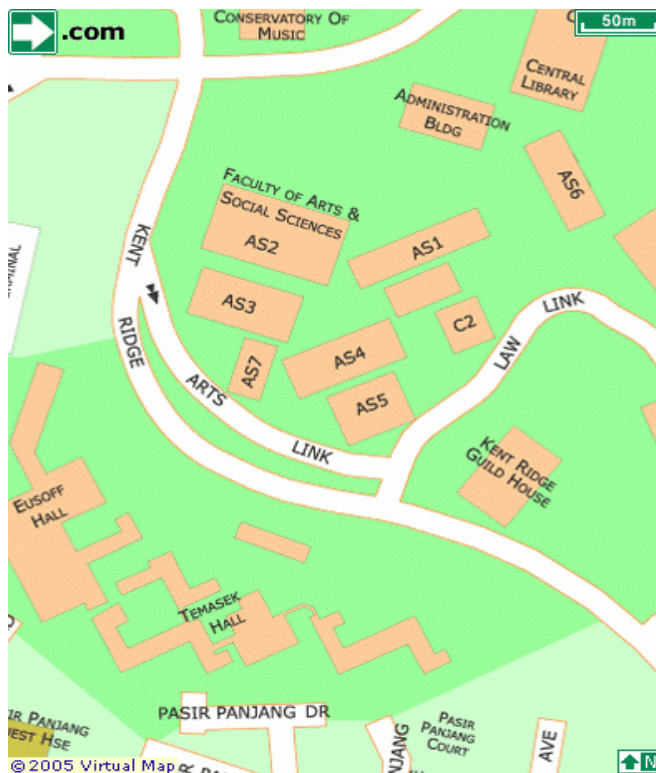 .com
CONSERVATORY OF
MUSIC
50m
CENTRAL
LIBRARY
ADMINISTRATION
BLDG
FACULTY OF ARTS &
SOCIAL SCIENCES
AS2
AS6
AS1
KENT
RIDGE
AS3
C2
LAW
LINK
AS4
AS7
ARTS
LINK
AS5
KENT RIDGE
GUILD HOUSE
EUSOFF
HALL
TEMASEK
HALL
PASIR PANJANG DR
PASIR
PANJANG
COURT
PANJANG
AVE
N
©2005 Virtual Map